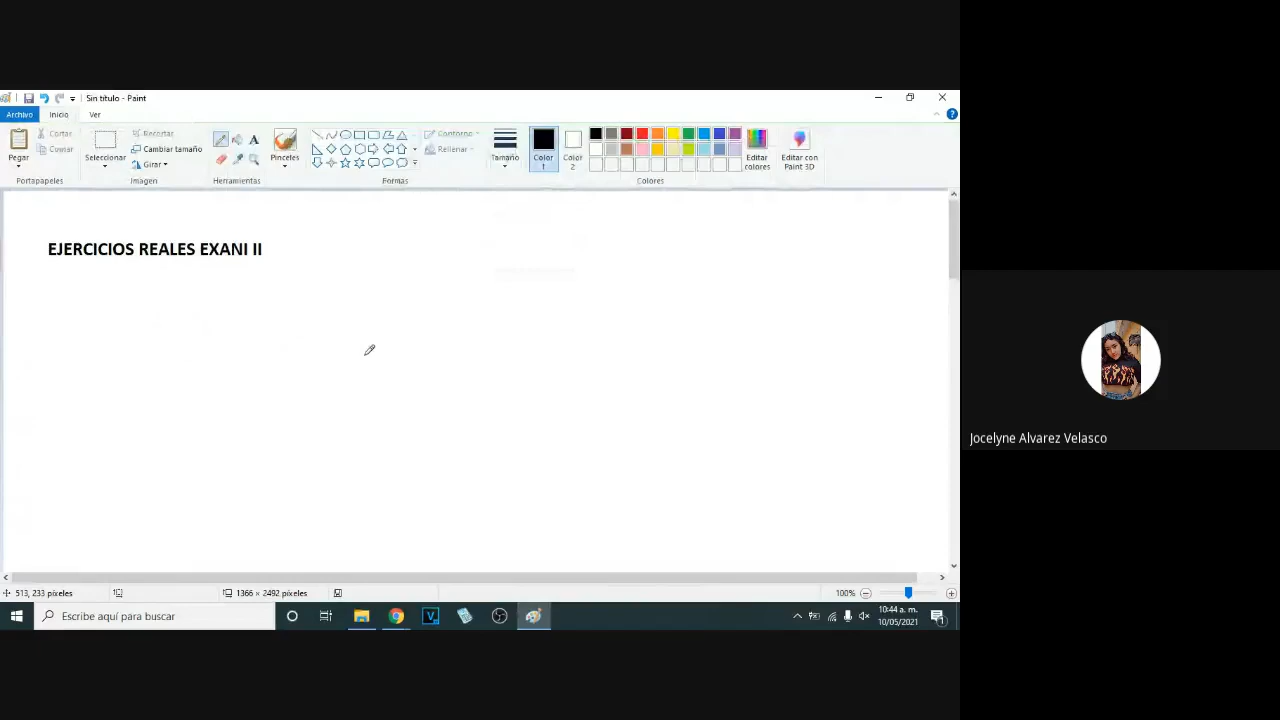 Sin título - Paint
Archivo Inicio Ver
Pegar
Cortar
Copiar
Portapapeles
Seleccionar
Recortar
Cambiar tamaño
Girar
Imagen
A
Herramientas
Pinceles
Contorno
Rellenar
Formas
Tamaño
Color 1
Color 2
Editar colores
Editar con Paint 3D
Colores
EJERCICIOS REALES EXANI II
Jocelyne Alvarez Velasco
513, 233 píxeles
1366 × 2492 píxeles
100%
Escribe aquí para buscar
10:44 a. m.
10/05/2021